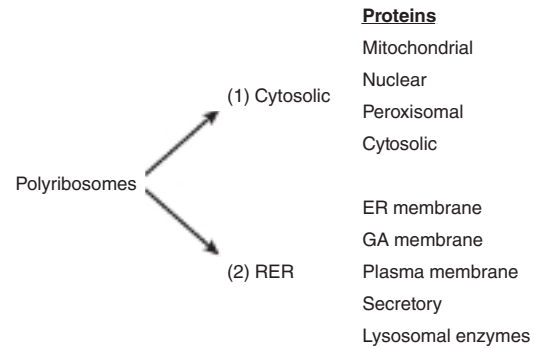 Proteins
Mitochondrial
Nuclear
Peroxisomal
Cytosolic
(1) Cytosolic
Polyribosomes
(2) RER
ER membrane
GA membrane
Plasma membrane
Secretory
Lysosomal enzymes